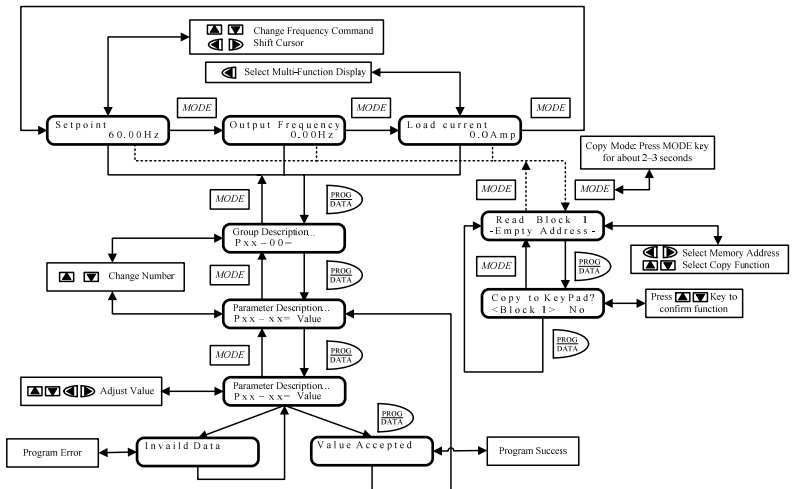 Change Frequency Command
Shift Cursor
Select Multi-Function Display
MODE
MODE
MODE
Setpoint
60.00Hz
Output Frequency
0.00Hz
Load current
0.0Amp
Copy Mode: Press MODE key
for about 2–3 seconds
MODE
PROG
DATA
MODE
MODE
Group Description...
Pxx-00-
Read Block 1
-Empty Address-
Change Number
MODE
PROG
DATA
MODE
PROG
DATA
Select Memory Address
Select Copy Function
Parameter Description...
Pxx-xx= Value
Copy to KeyPad?
<Block 1> No
Press Key to
confirm function
MODE
PROG
DATA
PROG
DATA
Adjust Value
Parameter Description...
Pxx-xx= Value
PROG
DATA
Program Error
Invaild Data
Value Accepted
Program Success